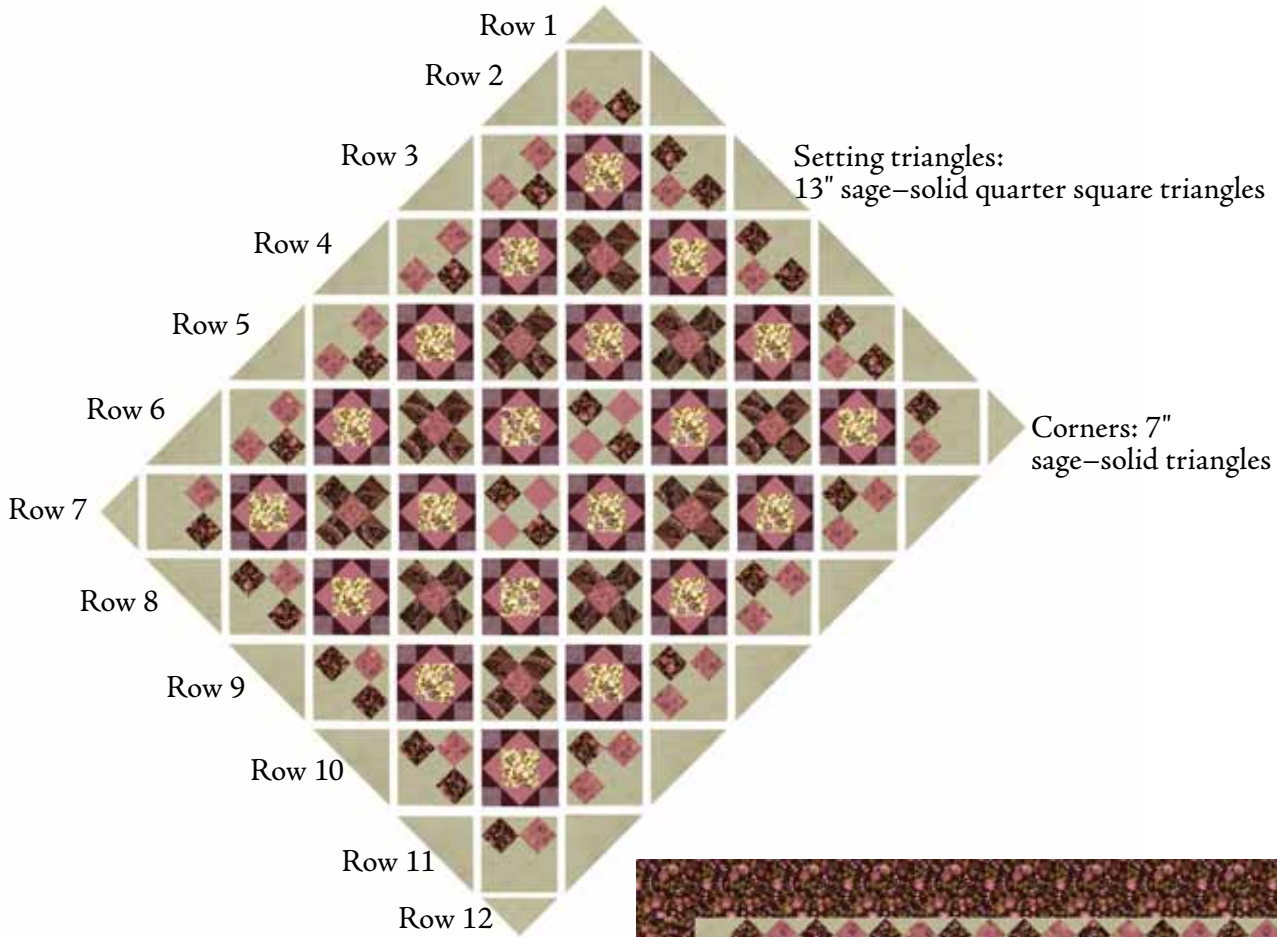 Row 1
Row 2
Row 3
Setting triangles:
13" sage–solid quarter square triangles
Row 4
Row 5
Row 6
Corners: 7"
sage–solid triangles
Row 7
Row 8
Row 9
Row 10
Row 11
Row 12